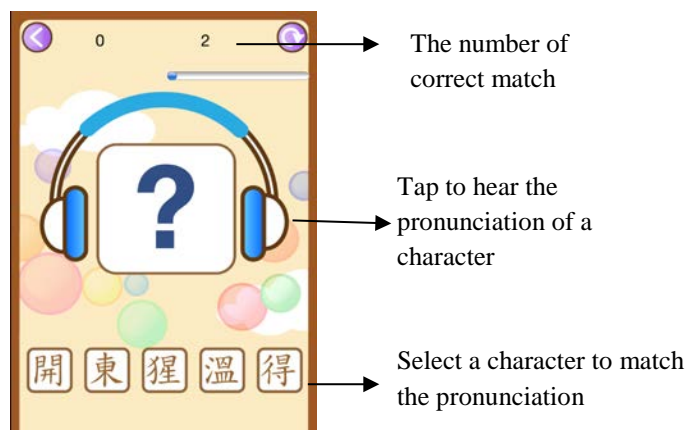 0 2
The number of
correct match
?
Tap to hear the
pronunciation of a
character
開 東 猩 溫 得
Select a character to match
the pronunciation